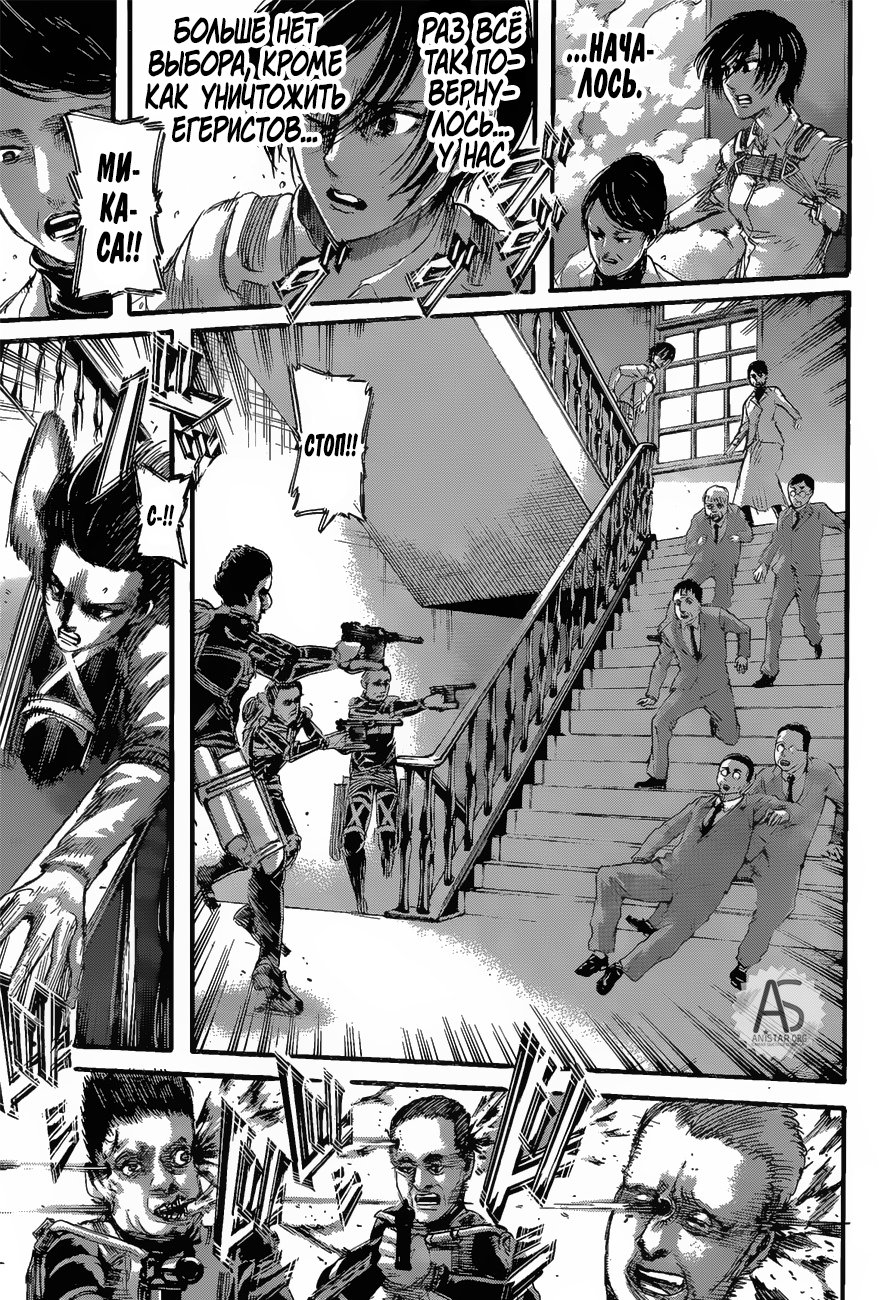 ...НАЧА-
ЛОСЬ.
РАЗ ВСЁ
ТАК ПО-
ВЕРНУ-
ЛОСЬ...
У НАС
БОЛЬШЕ НЕТ
ВЫБОРА, КРОМЕ
КАК УНИЧТОЖИТЬ
ЕГЕРИСТОВ...
МИ-
КА-
СА!!
СТОП!!
С-!!
AS
ANISTAR.ORG